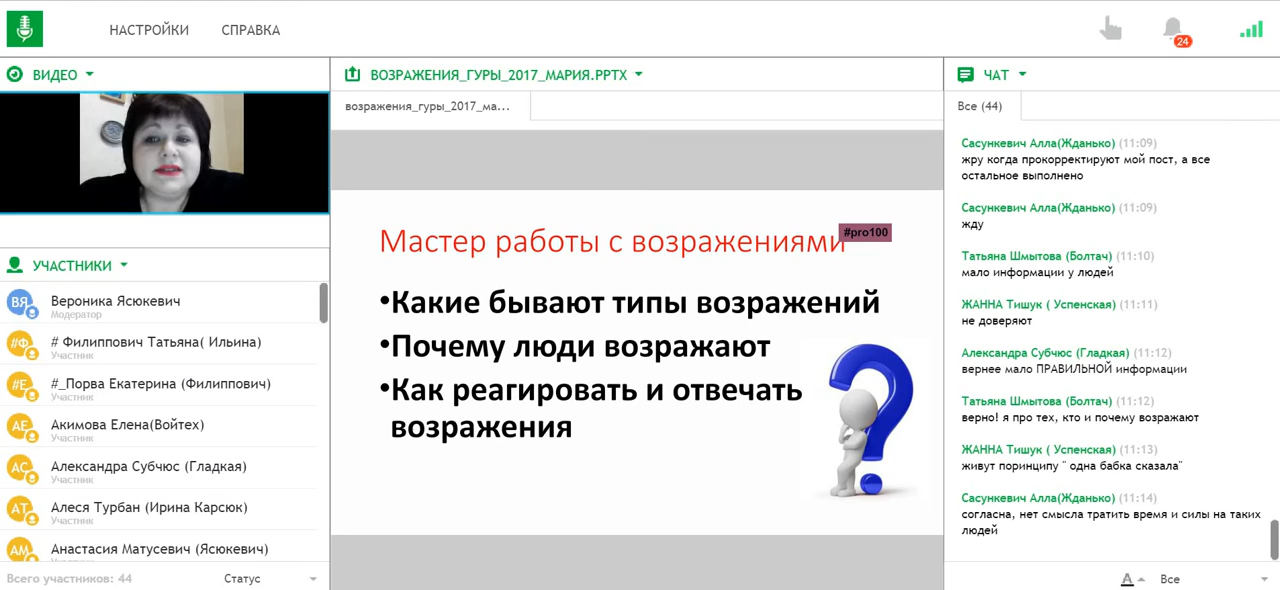 НАСТРОЙКИ СПРАВКА
24
ВИДЕО
УЧАСТНИКИ
ВЯ
Вероника Ясюкевич
Модератор
#Ф
# Филиппович Татьяна( Ильина)
Участник
#Е
#_Порва Екатерина (Филиппович)
Участник
АЕ
Акимова Елена(Войтех)
Участник
АС
Александра Субчюс (Гладкая)
Участник
АТ
Алеся Турбан (Ирина Карсюк)
Участник
АМ
Анастасия Матусевич (Ясюкевич)
Всего участников: 44 Статус
ВОЗРАЖЕНИЯ_ГУРЫ_2017_МАРИЯ.PPTX
возражения_гуры_2017_ма...
Мастер работы с возражениями
#pro100
•Какие бывают типы возражений
•Почему люди возражают
•Как реагировать и отвечать
возражения
ЧАТ
Все (44)
Сасункевич Алла(Жданько) (11:09)
жру когда прокорректируют мой пост, а все
остальное выполнено
Сасункевич Алла(Жданько) (11:09)
жду
Татьяна Шмытова (Болтач) (11:10)
мало информации у людей
ЖАННА Тишук ( Успенская) (11:11)
не доверяют
Александра Субчюс (Гладкая) (11:12)
вернее мало ПРАВИЛЬНОЙ информации
Татьяна Шмытова (Болтач) (11:12)
верно! я про тех, кто и почему возражают
ЖАННА Тишук ( Успенская) (11:13)
живут поринципу " одна бабка сказала"
Сасункевич Алла(Жданько) (11:14)
согласна, нет смысла тратить время и силы на таких
людей
A Все